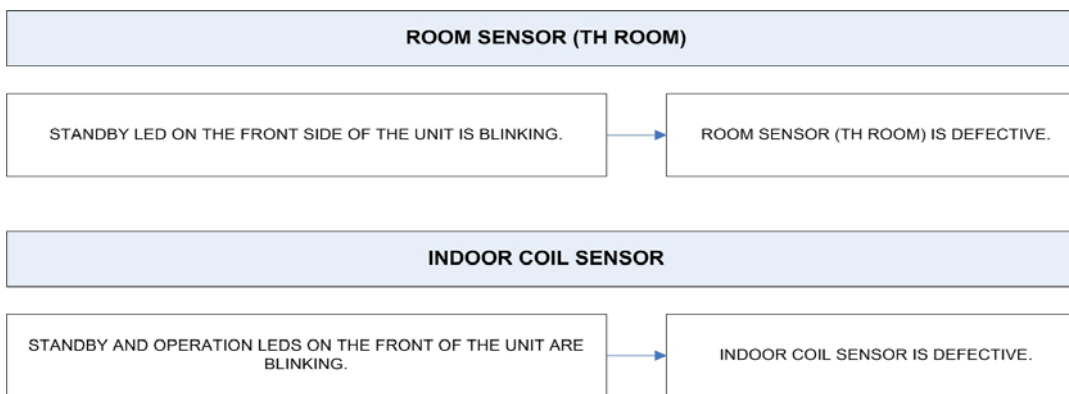 ROOM SENSOR (TH ROOM)
STANDBY LED ON THE FRONT SIDE OF THE UNIT IS BLINKING.
ROOM SENSOR (TH ROOM) IS DEFECTIVE.
INDOOR COIL SENSOR
STANDBY AND OPERATION LEDS ON THE FRONT OF THE UNIT ARE
BLINKING.
INDOOR COIL SENSOR IS DEFECTIVE.